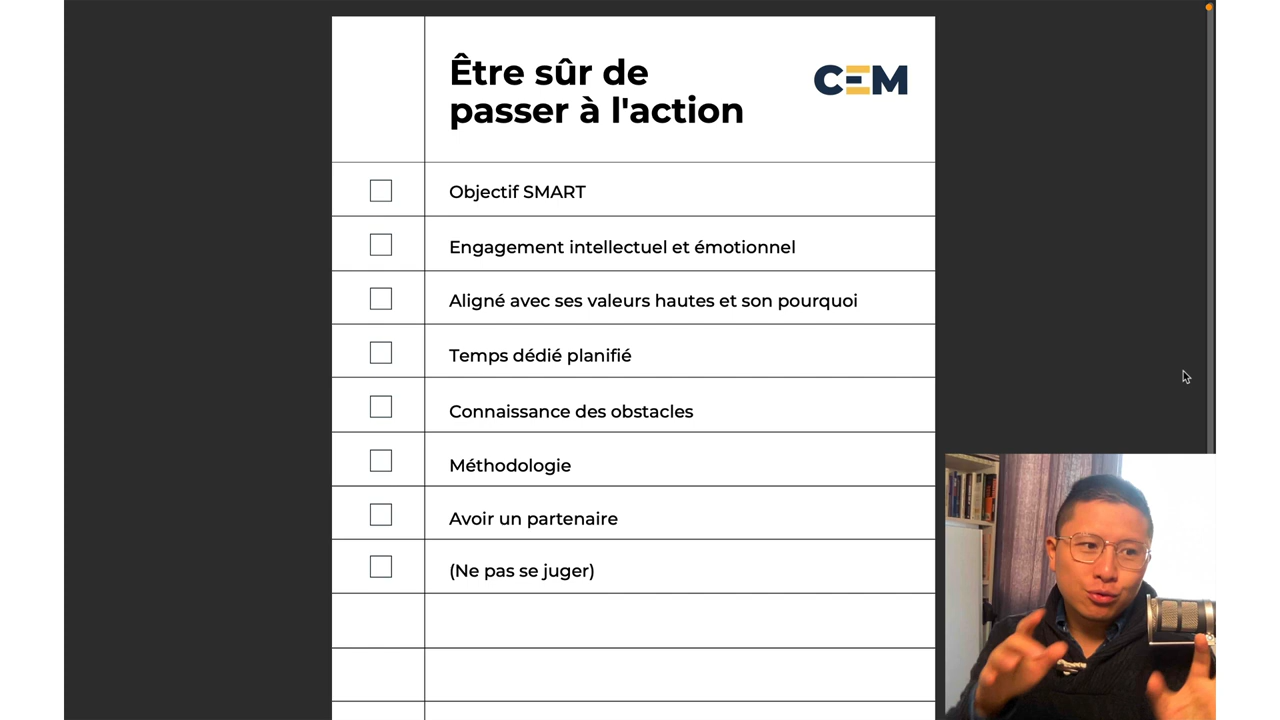 Être sûr de
passer à l'action
CEM
Objectif SMART
Engagement intellectuel et émotionnel
Aligné avec ses valeurs hautes et son pourquoi
Temps dédié planifié
Connaissance des obstacles
Méthodologie
Avoir un partenaire
(Ne pas se juger)